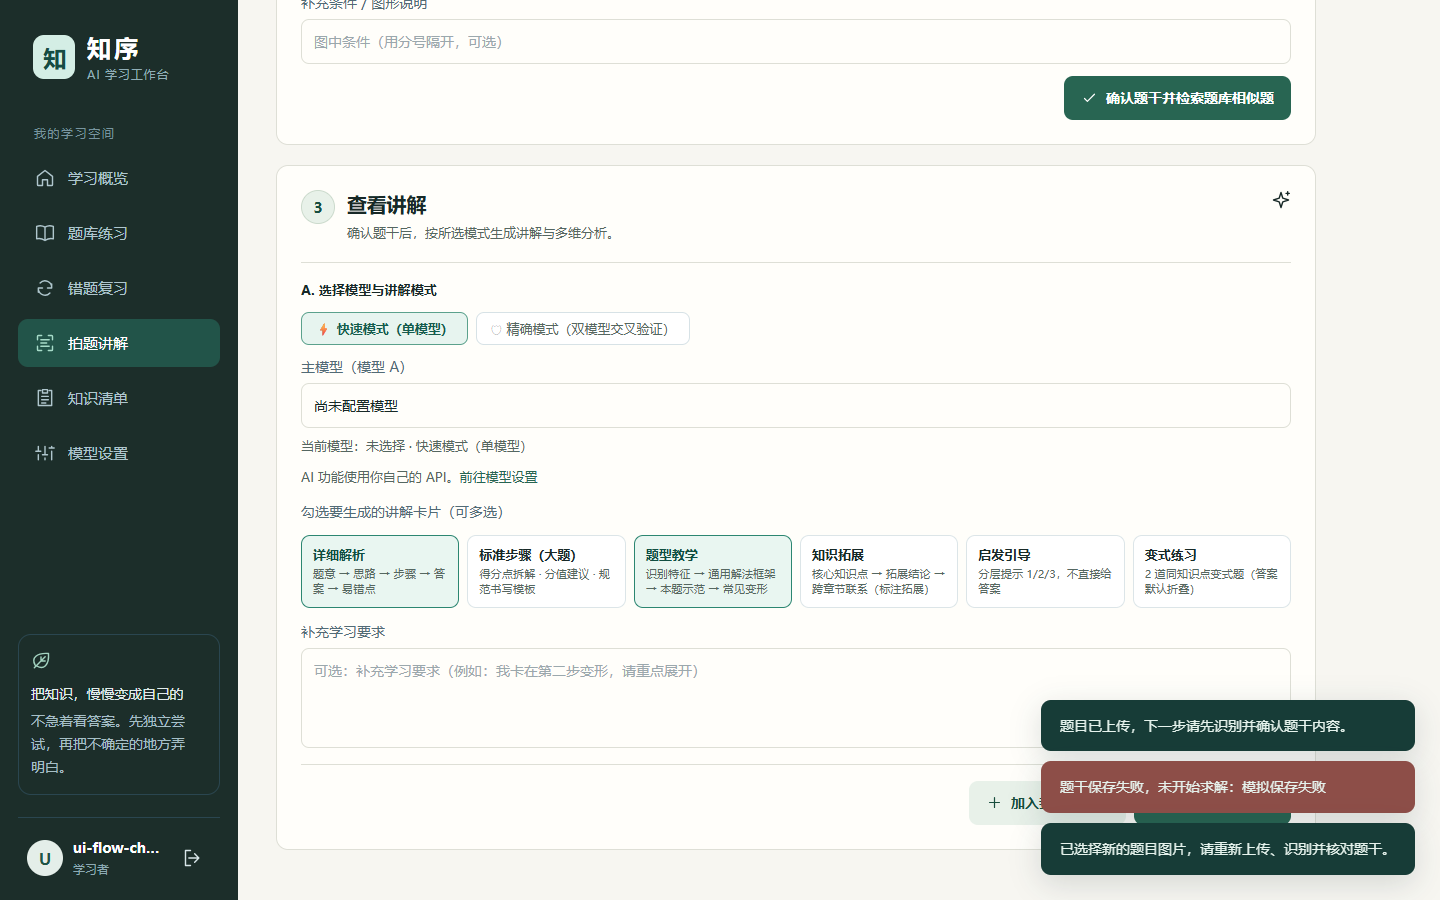 知
知序
AI 学习工作台
我的学习空间
学习概览
题库练习
错题复习
拍题讲解
知识清单
模型设置
把知识，慢慢变成自己的
不急着看答案。先独立尝
试，再把不确定的地方弄
明白。
U
ui-flow-ch...
学习者
补充条件 / 图形说明
图中条件（用分号隔开，可选）
确认题干并检索题库相似题
3
查看讲解
确认题干后，按所选模式生成讲解与多维分析。
A. 选择模型与讲解模式
快速模式（单模型）
精确模式（双模型交叉验证）
主模型（模型 A）
尚未配置模型
当前模型：未选择 · 快速模式（单模型）
AI 功能使用你自己的 API。前往模型设置
勾选要生成的讲解卡片（可多选）
详细解析
题意 → 思路 → 步骤 → 答
案 → 易错点
标准步骤（大题）
得分点拆解 · 分值建议 · 规
范书写模板
题型教学
识别特征 → 通用解法框架
→ 本题示范 → 常见变形
知识拓展
核心知识点 → 拓展结论 →
跨章节联系（标注拓展）
启发引导
分层提示 1/2/3，不直接给
答案
变式练习
2 道同知识点变式题（答案
默认折叠）
补充学习要求
可选：补充学习要求（例如：我卡在第二步变形，请重点展开）
加入
题目已上传，下一步请先识别并确认题干内容。
题干保存失败，未开始求解：模拟保存失败
已选择新的题目图片，请重新上传、识别并核对题干。